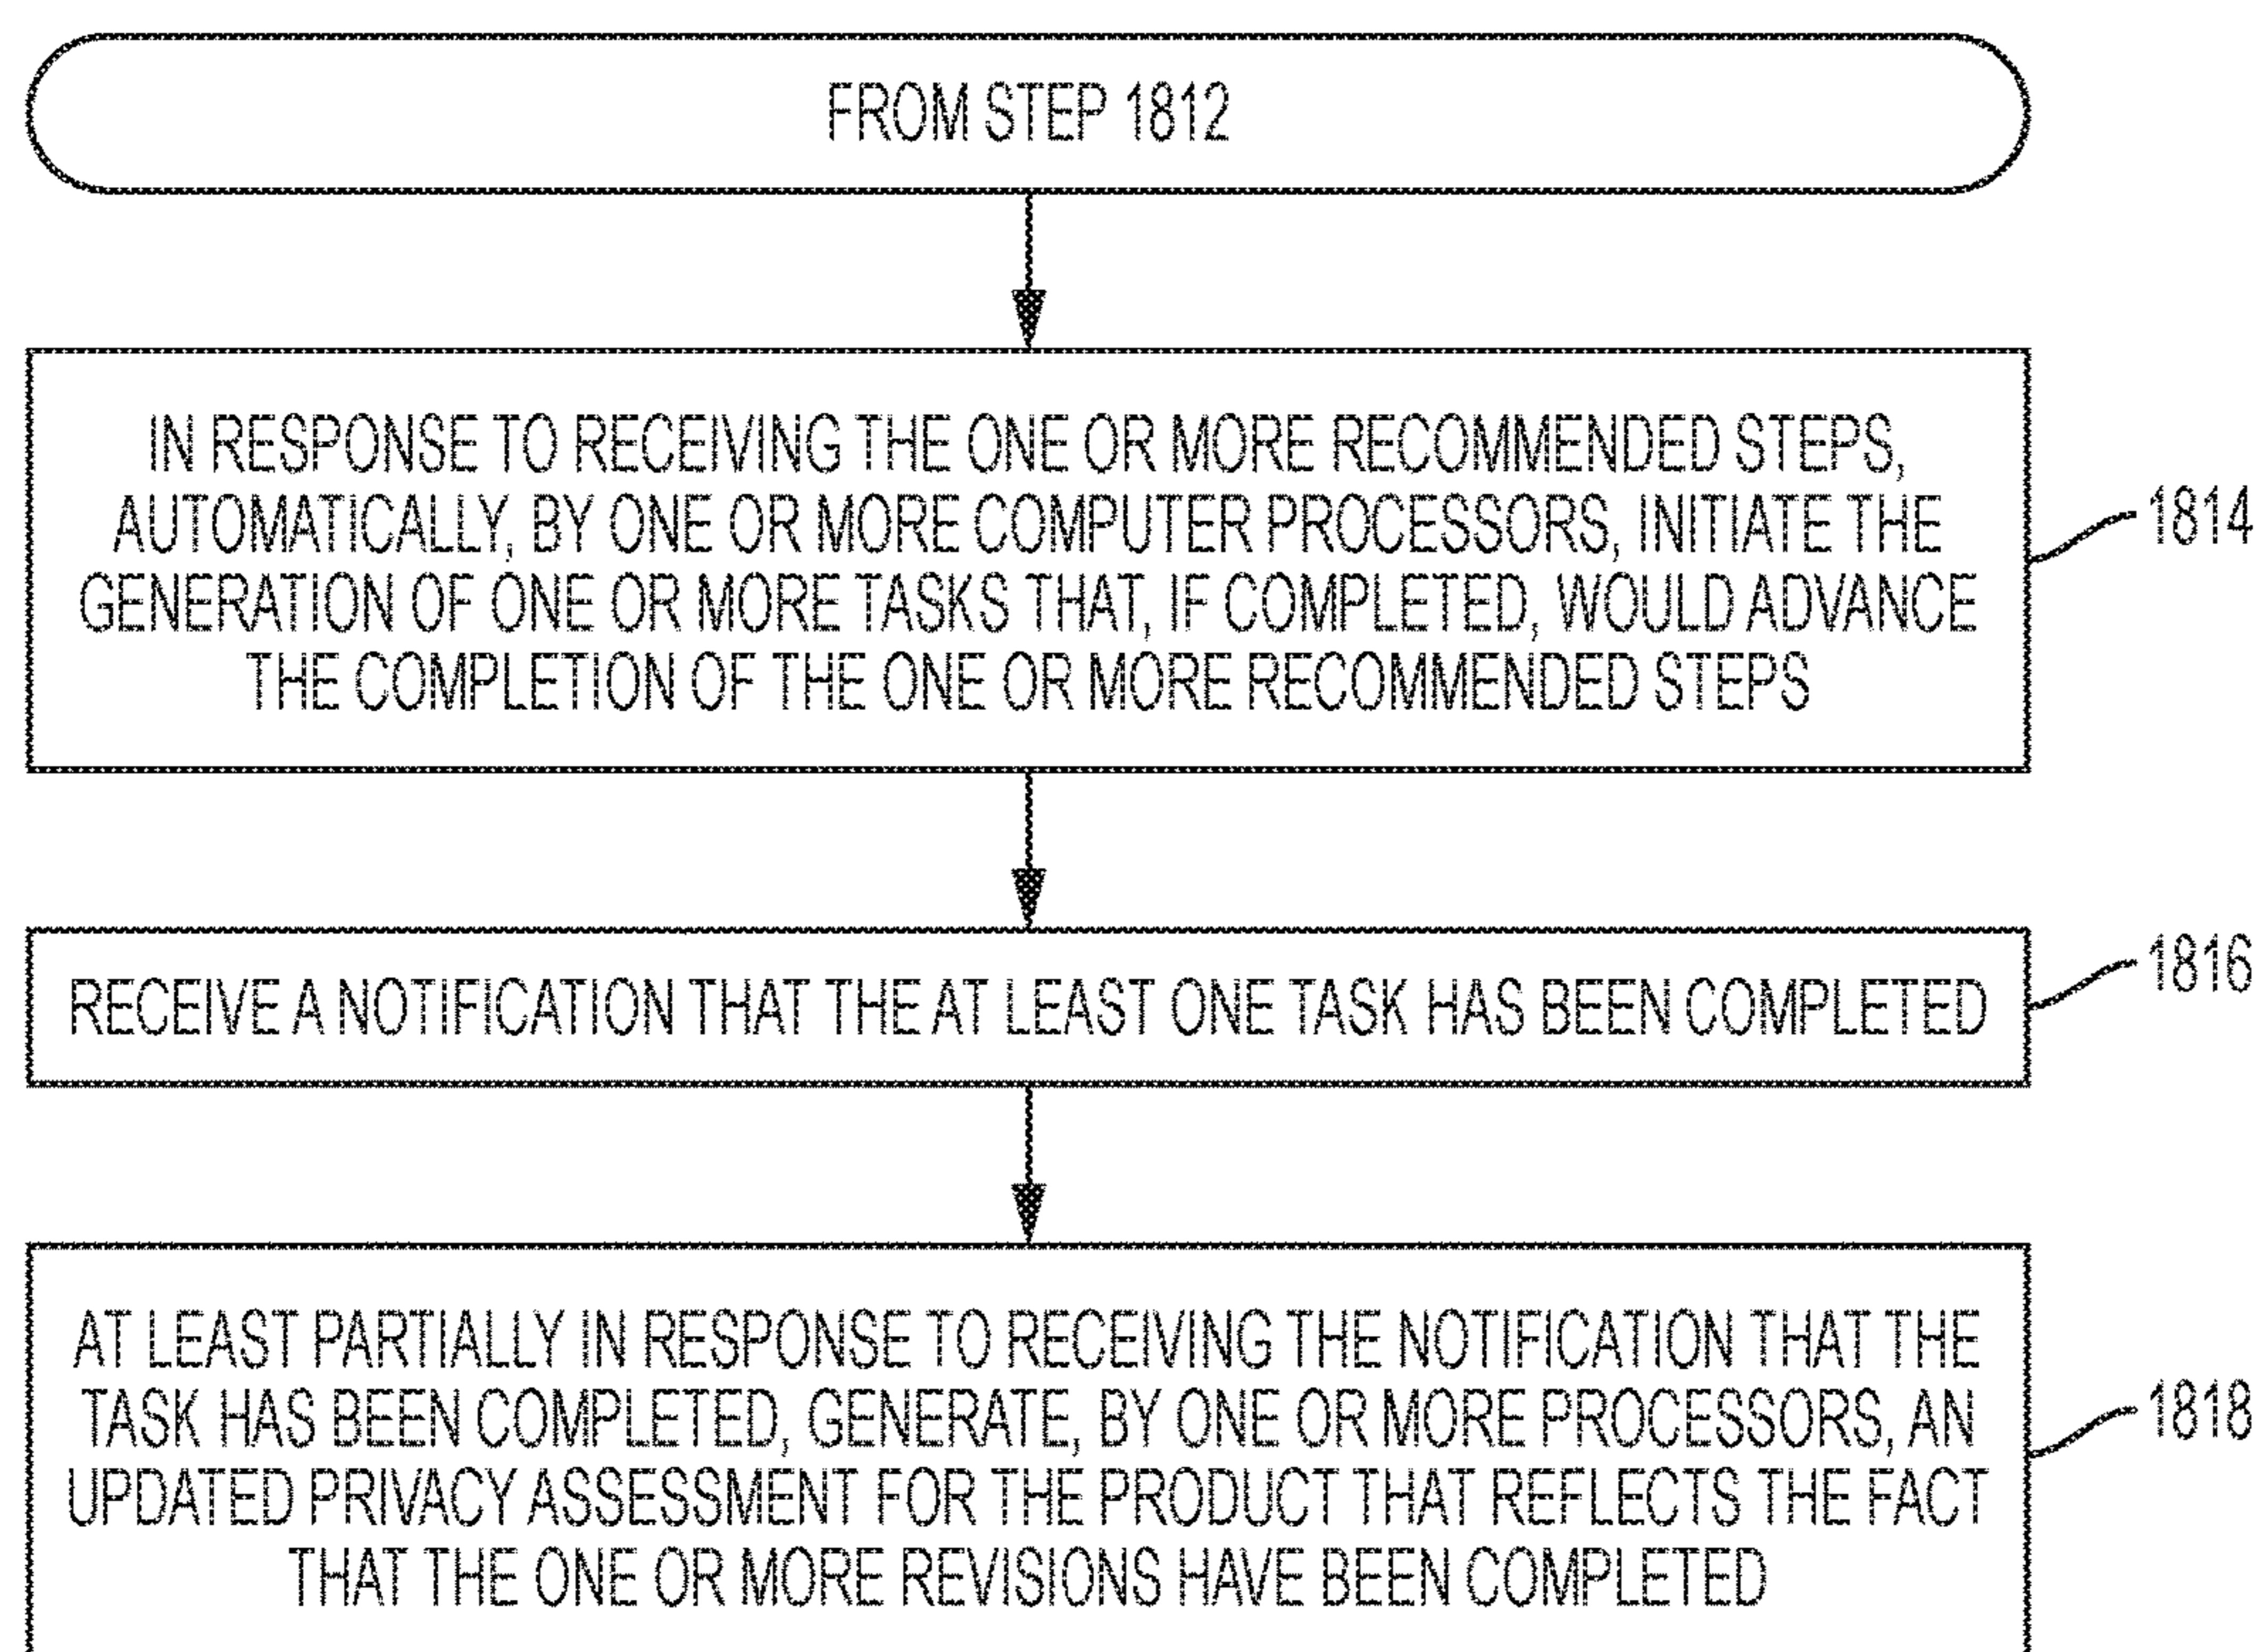 FROM STEP 1812
IN RESPONSE TO RECEIVING THE ONE OR MORE RECOMMENDED STEPS,
AUTOMATICALLY, BY ONE OR MORE COMPUTER PROCESSORS, INITIATE THE
GENERATION OF ONE OR MORE TASKS THAT, IF COMPLETED, WOULD ADVANCE
THE COMPLETION OF THE ONE OR MORE RECOMMENDED STEPS
1814
RECEIVE A NOTIFICATION THAT THE AT LEAST ONE TASK HAS BEEN COMPLETED
1816
AT LEAST PARTIALLY IN RESPONSE TO RECEIVING THE NOTIFICATION THAT THE
TASK HAS BEEN COMPLETED, GENERATE, BY ONE OR MORE PROCESSORS, AN
UPDATED PRIVACY ASSESSMENT FOR THE PRODUCT THAT REFLECTS THE FACT
THAT THE ONE OR MORE REVISIONS HAVE BEEN COMPLETED
1818